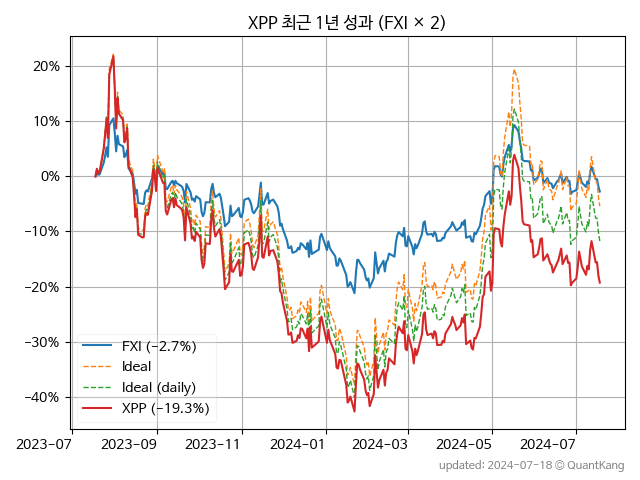 XPP 최근 1년 성과 (FXI × 2)
20%
10%
0%
−10%
−20%
−30%
−40%
FXI (−2.7%)
Ideal
Ideal (daily)
XPP (−19.3%)
2023-07 2023-09 2023-11 2024-01 2024-03 2024-05 2024-07
updated: 2024-07-18 © QuantKang